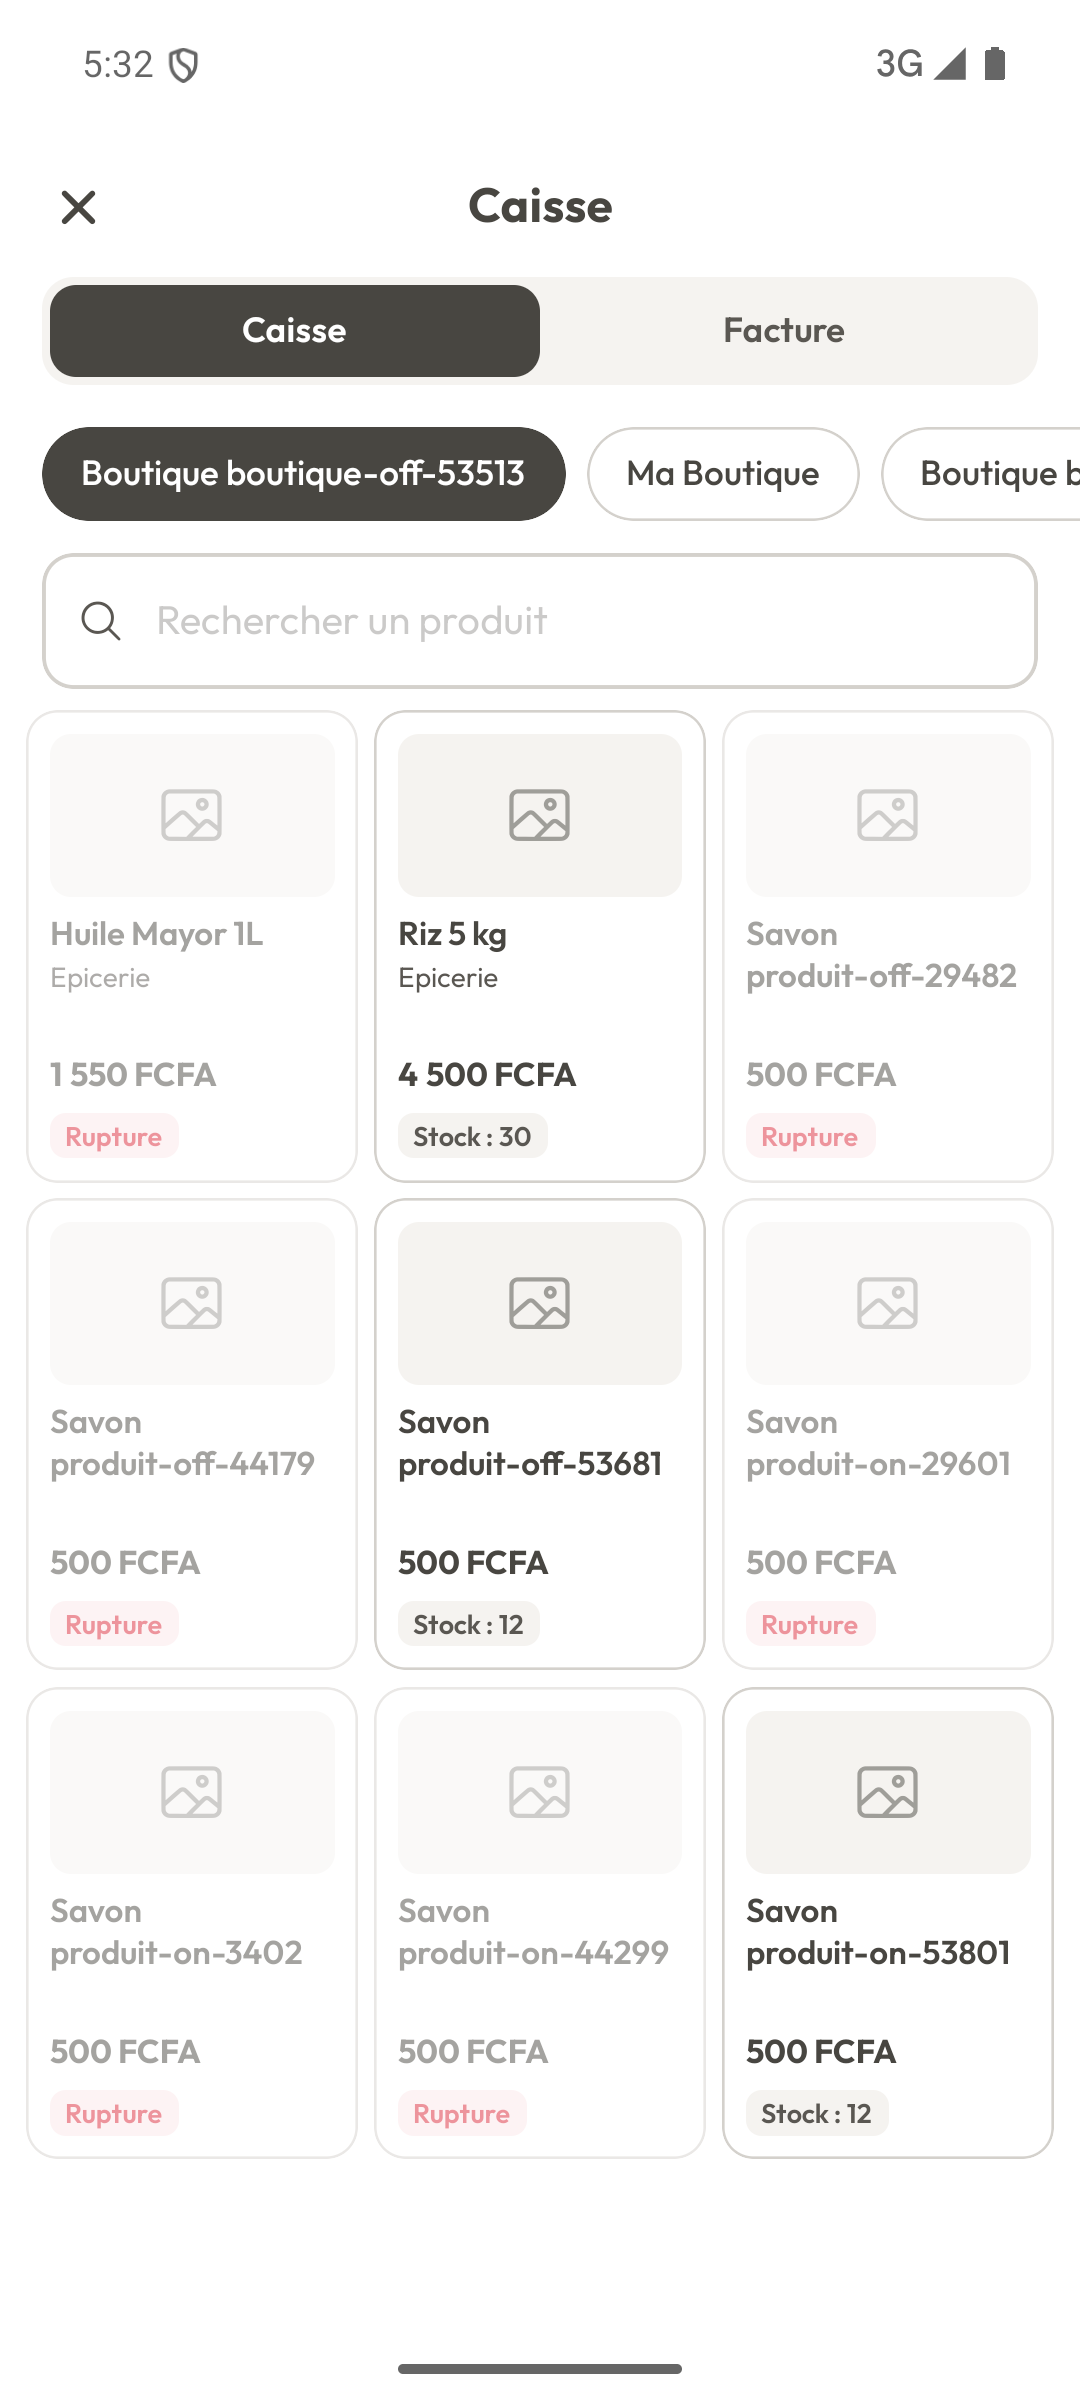 5:32
3G
Caisse
Caisse
Facture
Boutique boutique-off-53513
Ma Boutique
Boutique b
Rechercher un produit
Huile Mayor 1L
Epicerie
1 550 FCFA
Rupture
Riz 5 kg
Epicerie
4 500 FCFA
Stock : 30
Savon
produit-off-29482
500 FCFA
Rupture
Savon
produit-off-44179
500 FCFA
Rupture
Savon
produit-off-53681
500 FCFA
Stock : 12
Savon
produit-on-29601
500 FCFA
Rupture
Savon
produit-on-3402
500 FCFA
Rupture
Savon
produit-on-44299
500 FCFA
Rupture
Savon
produit-on-53801
500 FCFA
Stock : 12